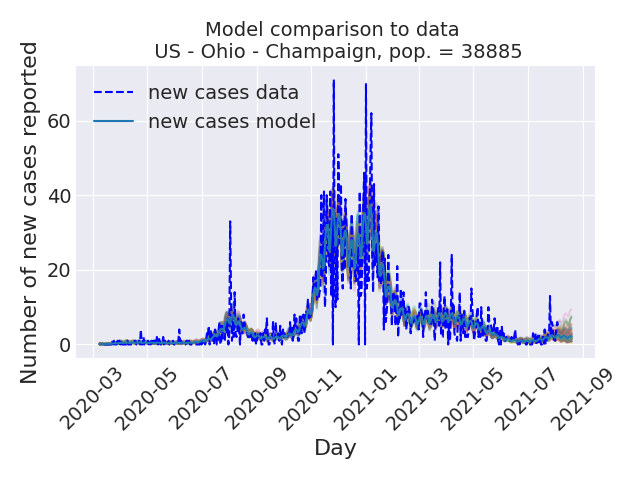 Model comparison to data
US - Ohio - Champaign, pop. = 38885
Number of new cases reported
60
40
20
0
new cases data
new cases model
2020-03
2020-05
2020-07
2020-09
2020-11
2021-01
2021-03
2021-05
2021-07
2021-09
Day